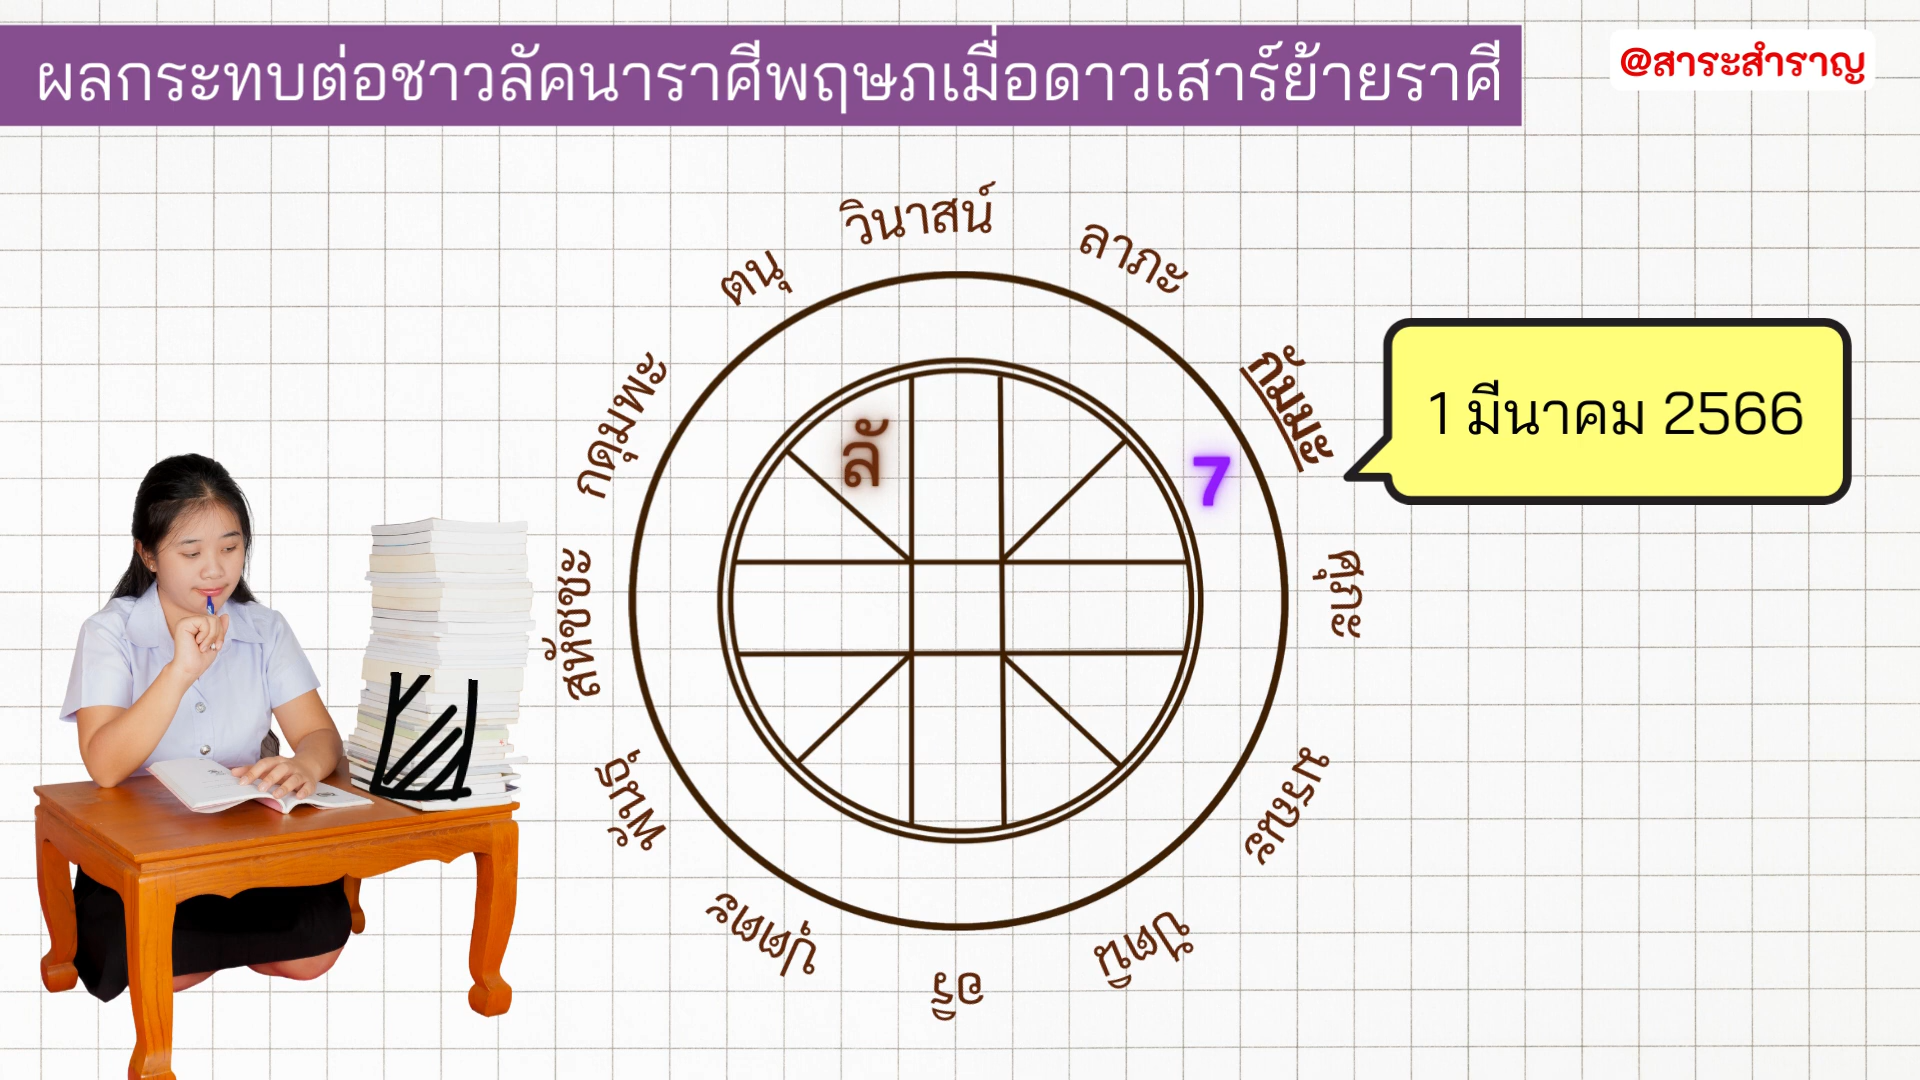 ผลกระทบต่อชาวลัคนาราศีพฤษภเมื่อดาวเสาร์ย้ายราศี
@สาระสำราญ
วินาสน์
ลาภะ
ตนุ
กัมมะ
กดุมพะ
1 มีนาคม 2566
ลั
7
ศุภะ
สหัชชะ
มรณะ
พันธุ
ปุตตะ
ปัตนิ
อริ